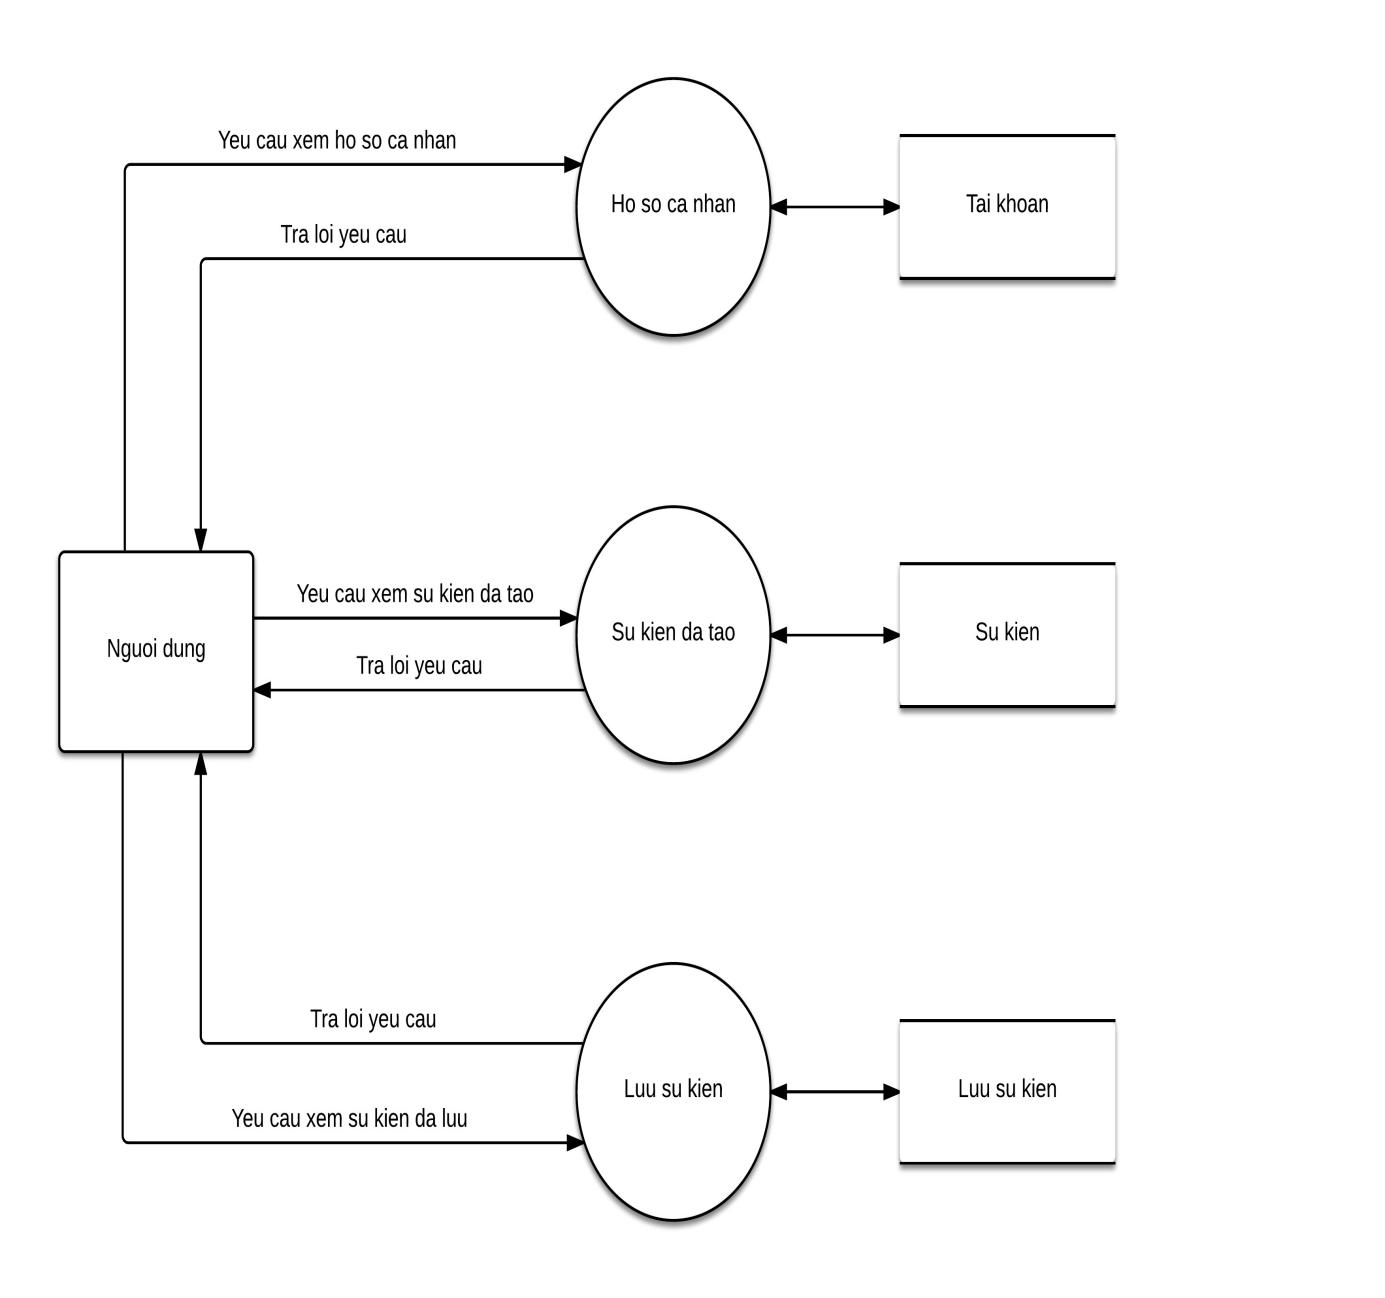 Yeu cau xem ho so ca nhan
Ho so ca nhan
Tai khoan
Tra loi yeu cau
Yeu cau xem su kien da tao
Nguoi dung
Su kien da tao
Su kien
Tra loi yeu cau
Tra loi yeu cau
Luu su kien
Luu su kien
Yeu cau xem su kien da luu